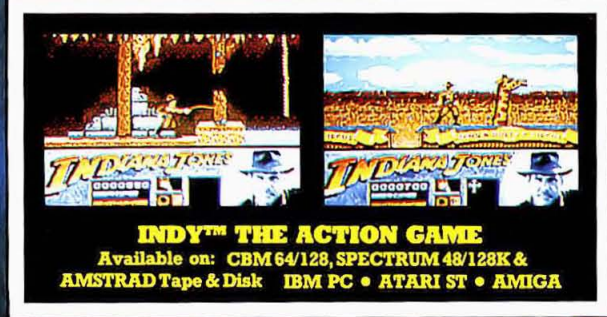 INDIANA JONES
0000700
INDIANA JONES
INDY™ THE ACTION GAME
Available on: CBM 64/128, SPECTRUM 48/128K &
AMSTRAD Tape & Disk IBM PC • ATARI ST • AMIGA